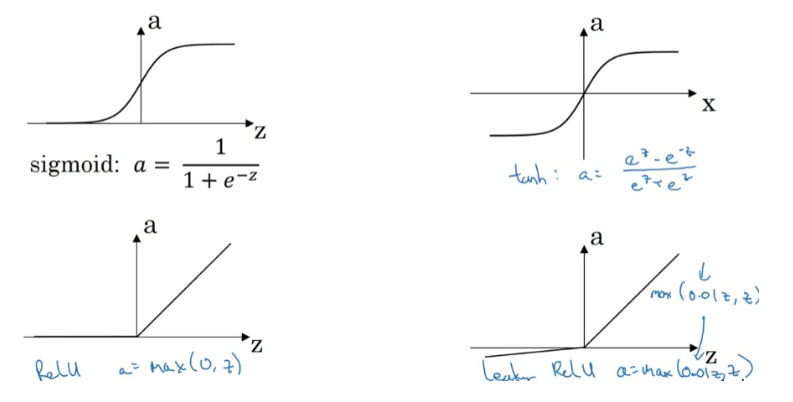 a
z
sigmoid: a = 1 / (1 + e^{-z})
a
x
tanh: a = (e^z - e^{-z}) / (e^z + e^z)
a
z
ReLU a = max(0, z)
a
max (0.01z, z)
z
Leaky ReLU a = max(0.01z, z)